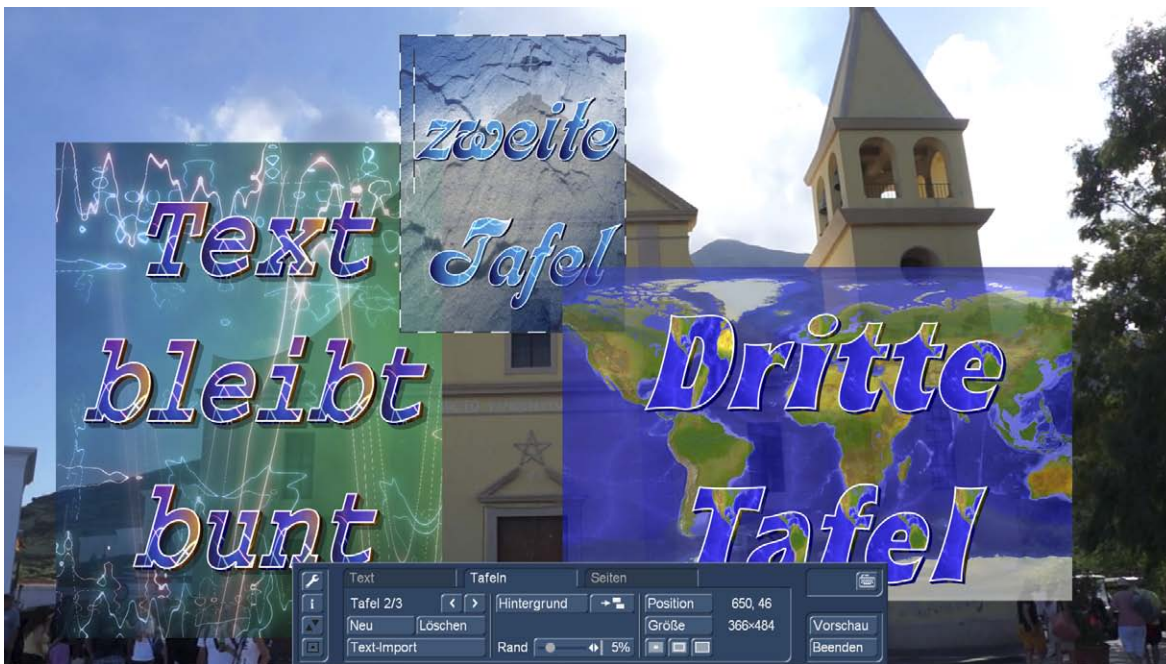 Text
bleibt
bunt
zweite
Tafel
Dritte
Tafel
Text Tafeln Seiten
Tafel 2/3 < > Hintergrund Position 650, 46
Neu Löschen Größe 366×484 Vorschau
Text-Import Rand 5% Beenden